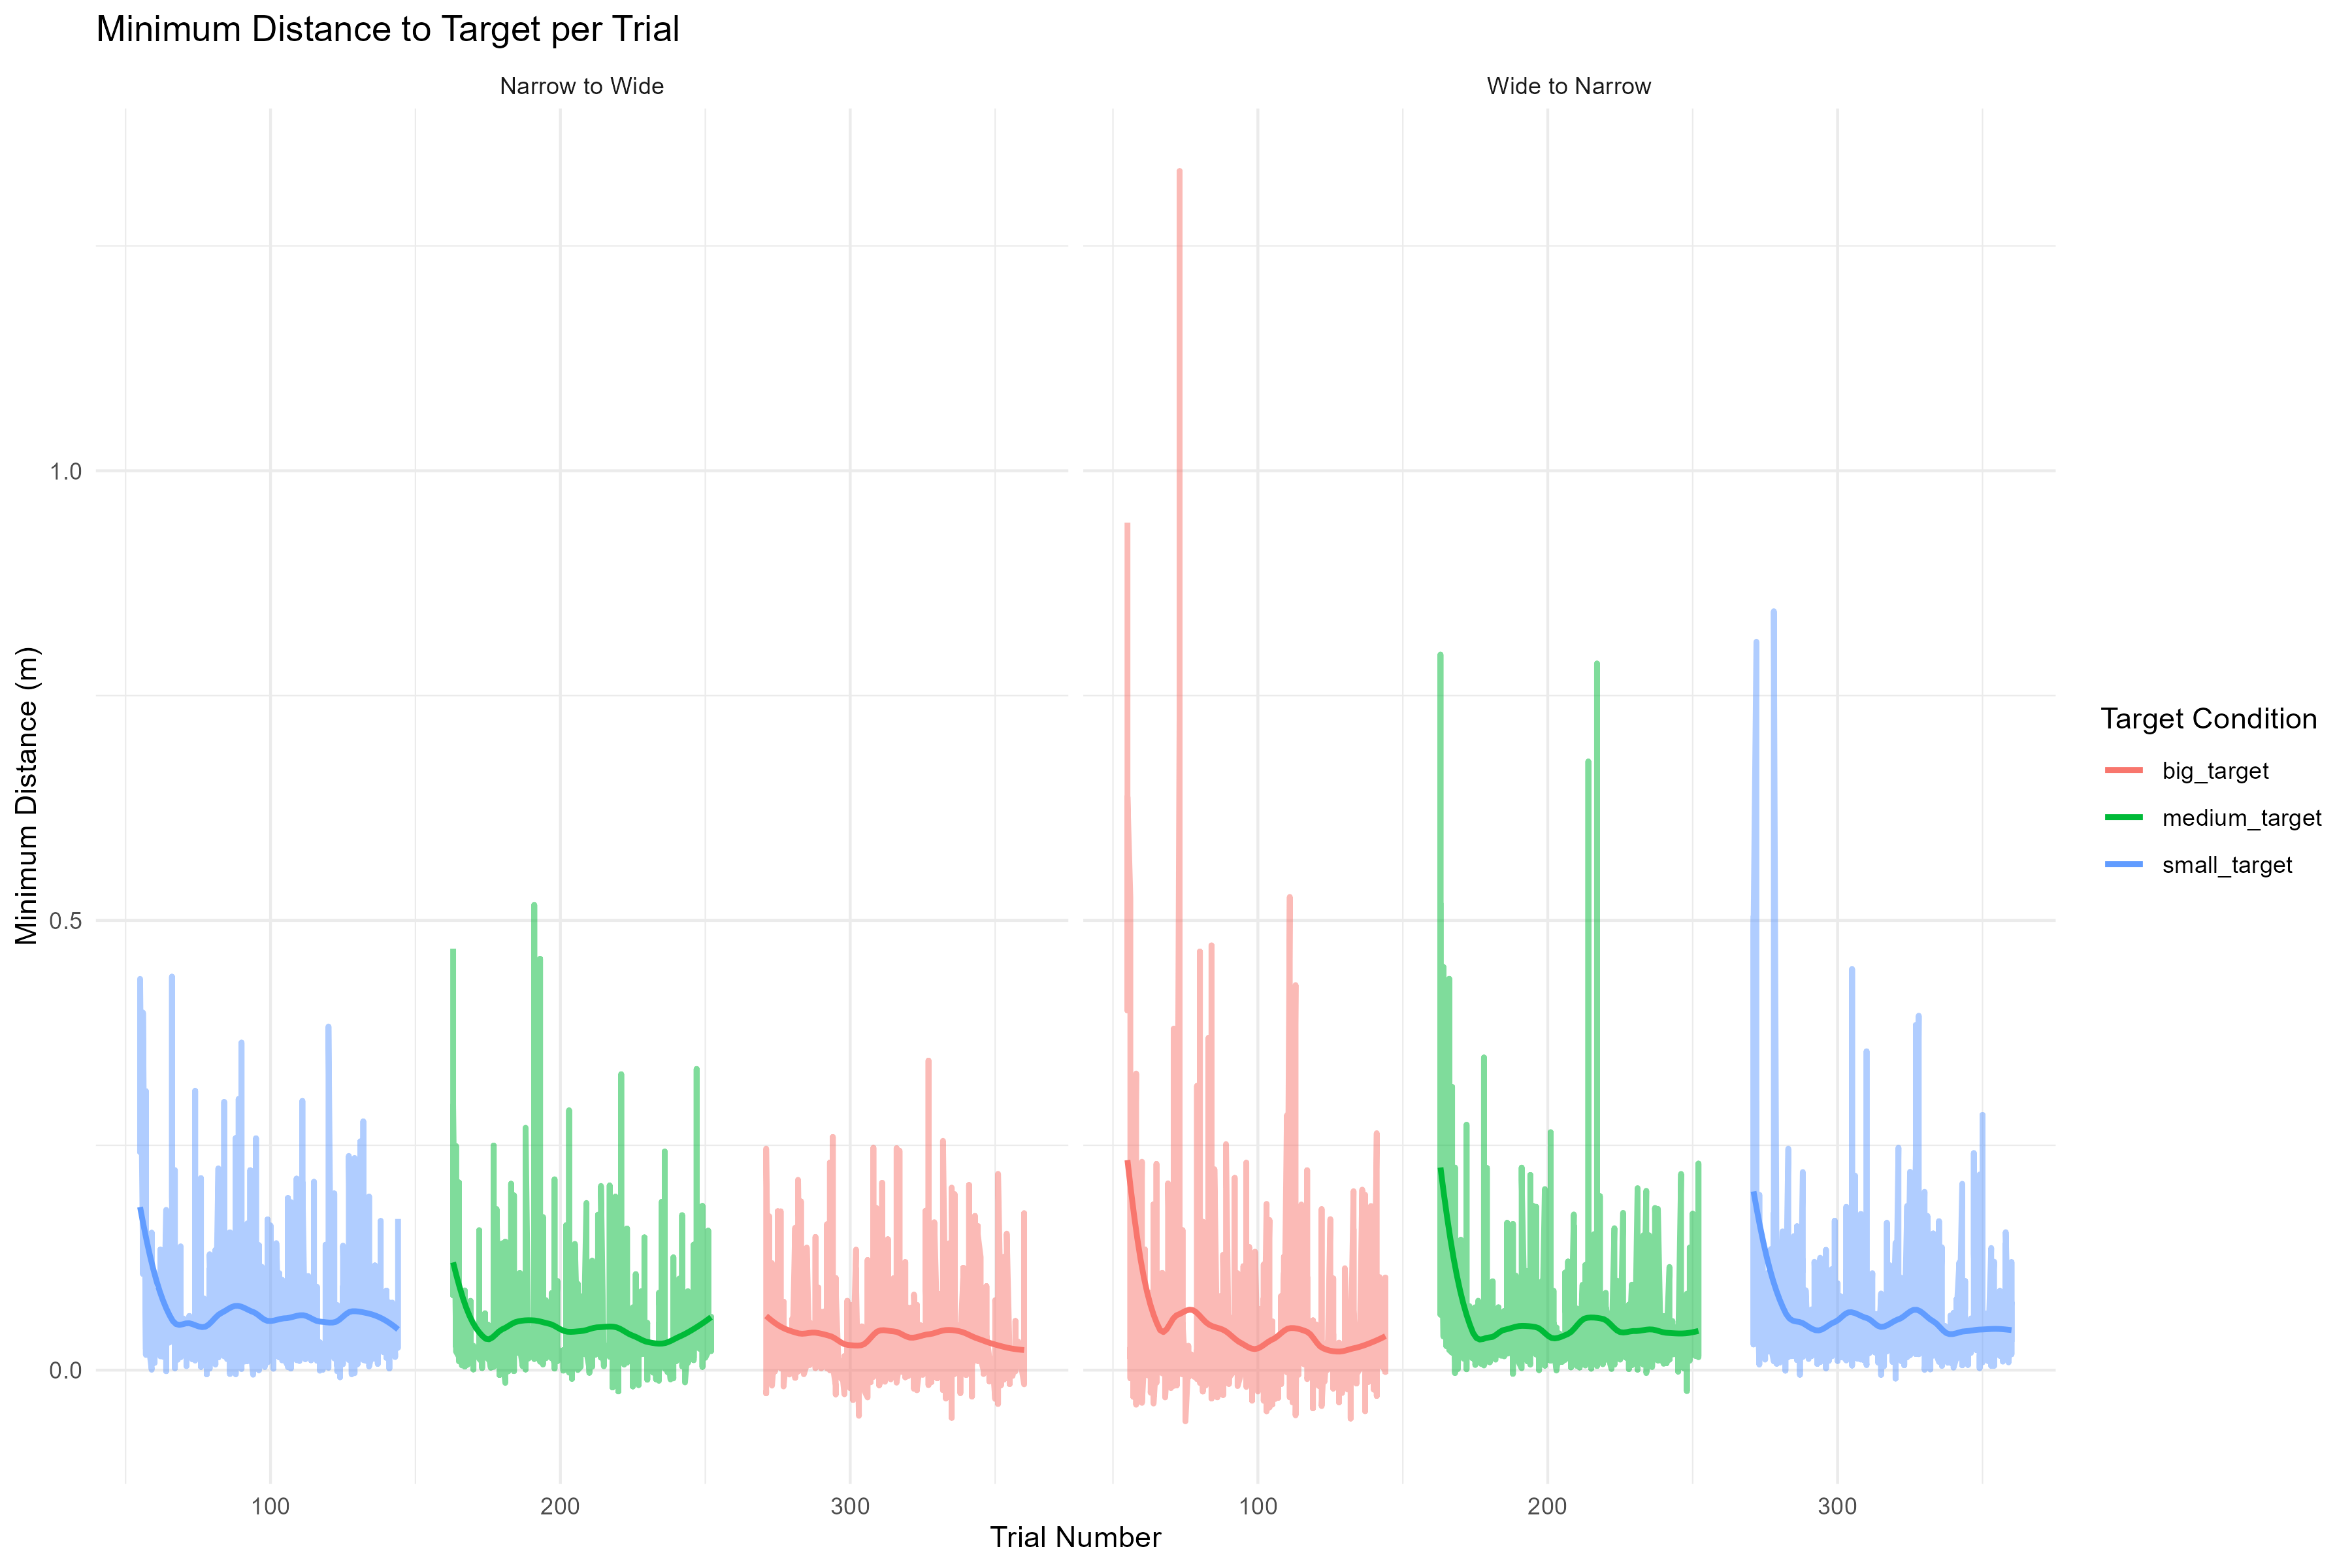 Minimum Distance to Target per Trial
Narrow to Wide
Wide to Narrow
1.0
0.5
0.0
Minimum Distance (m)
100
200
300
100
200
300
Trial Number
Target Condition
big_target
medium_target
small_target